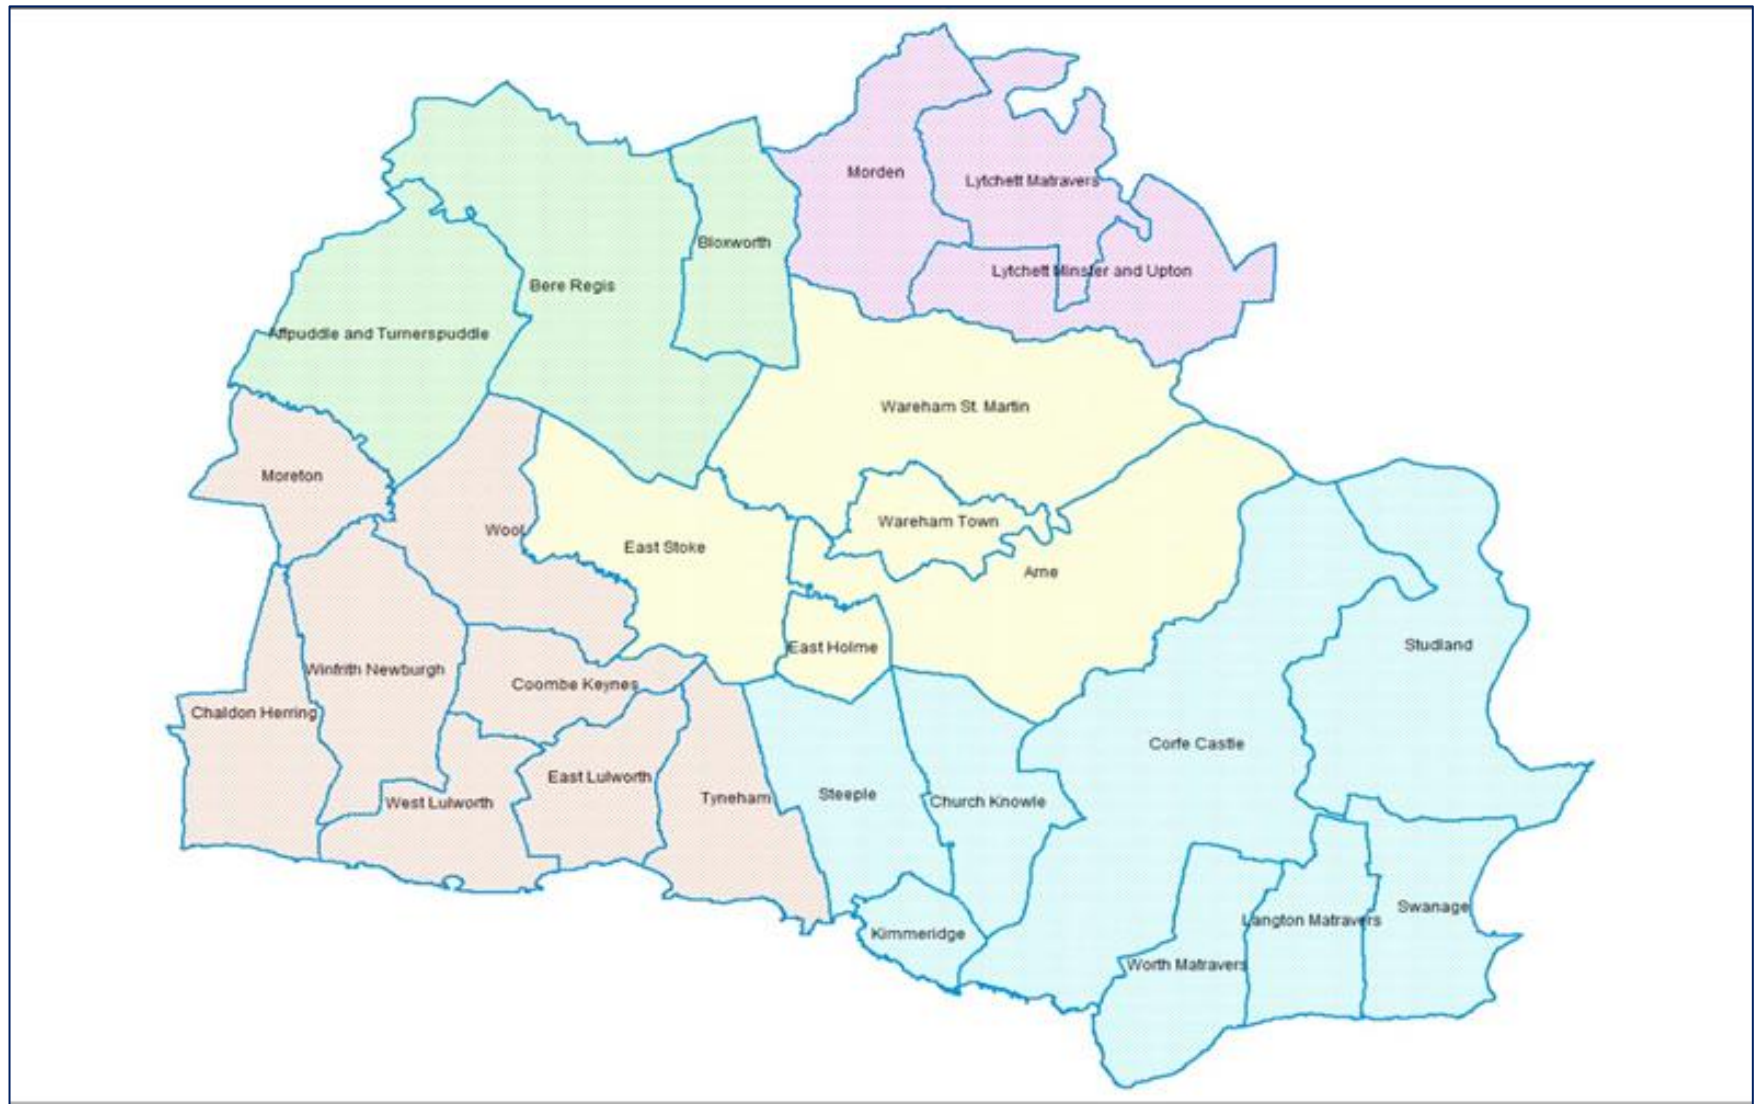 Morden
Lytchett Matravers
Bloxworth
Lytchett Minster and Upton
Bere Regis
Affpuddle and Turnerspuddle
Wareham St. Martin
Moreton
Wareham Town
Wool
East Stoke
Arne
East Holme
Studland
Winfrith Newburgh
Coombe Keynes
Chaldon Herring
Corfe Castle
East Lulworth
Steeple
Tyneham
Church Knowle
West Lulworth
Swanage
Langton Matravers
Kimmeridge
Worth Matravers